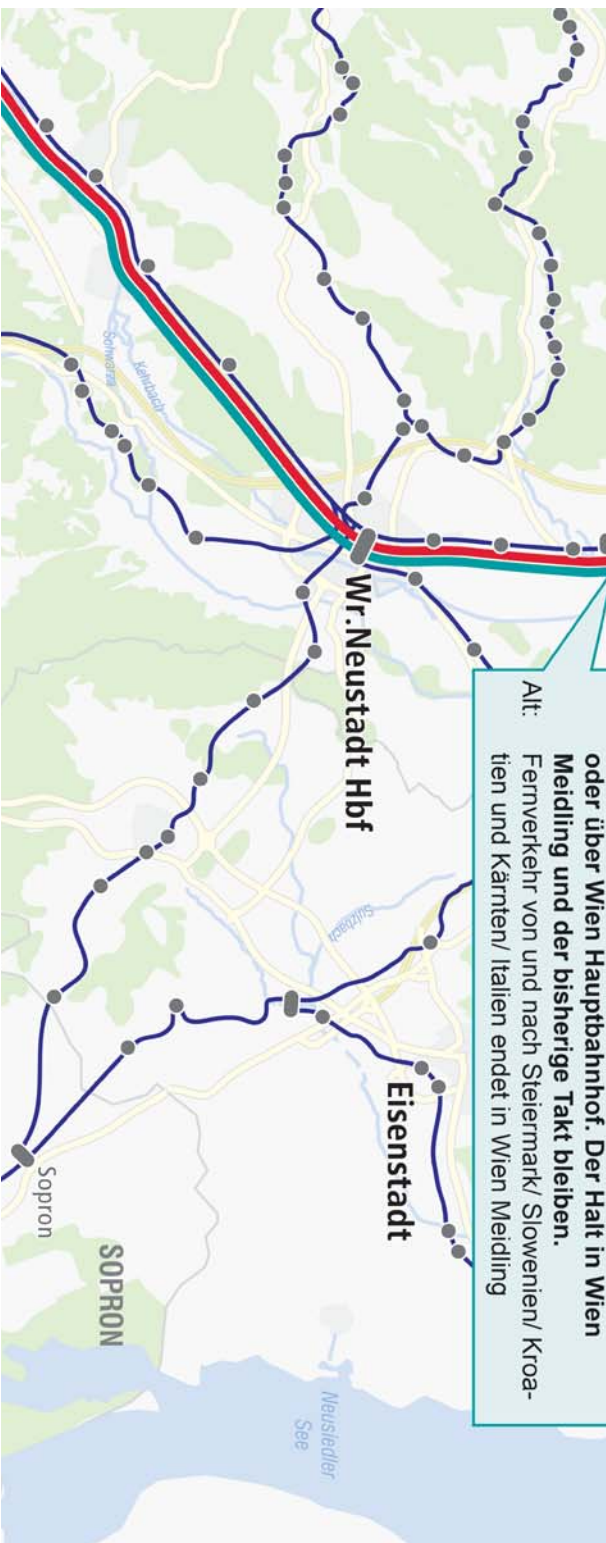 oder über Wien Hauptbahnhof. Der Halt in Wien
Meidling und der bisherige Takt bleiben.
Alt: Fernverkehr von und nach Steiermark/ Slowenien/ Kroa-
tien und Kärnten/ Italien endet in Wien Meidling
Wr.Neustadt Hbf
Eisenstadt
Sulzbach
Kehrbach
Schwarza
Neusiedler
See
Sopron
SOPRON